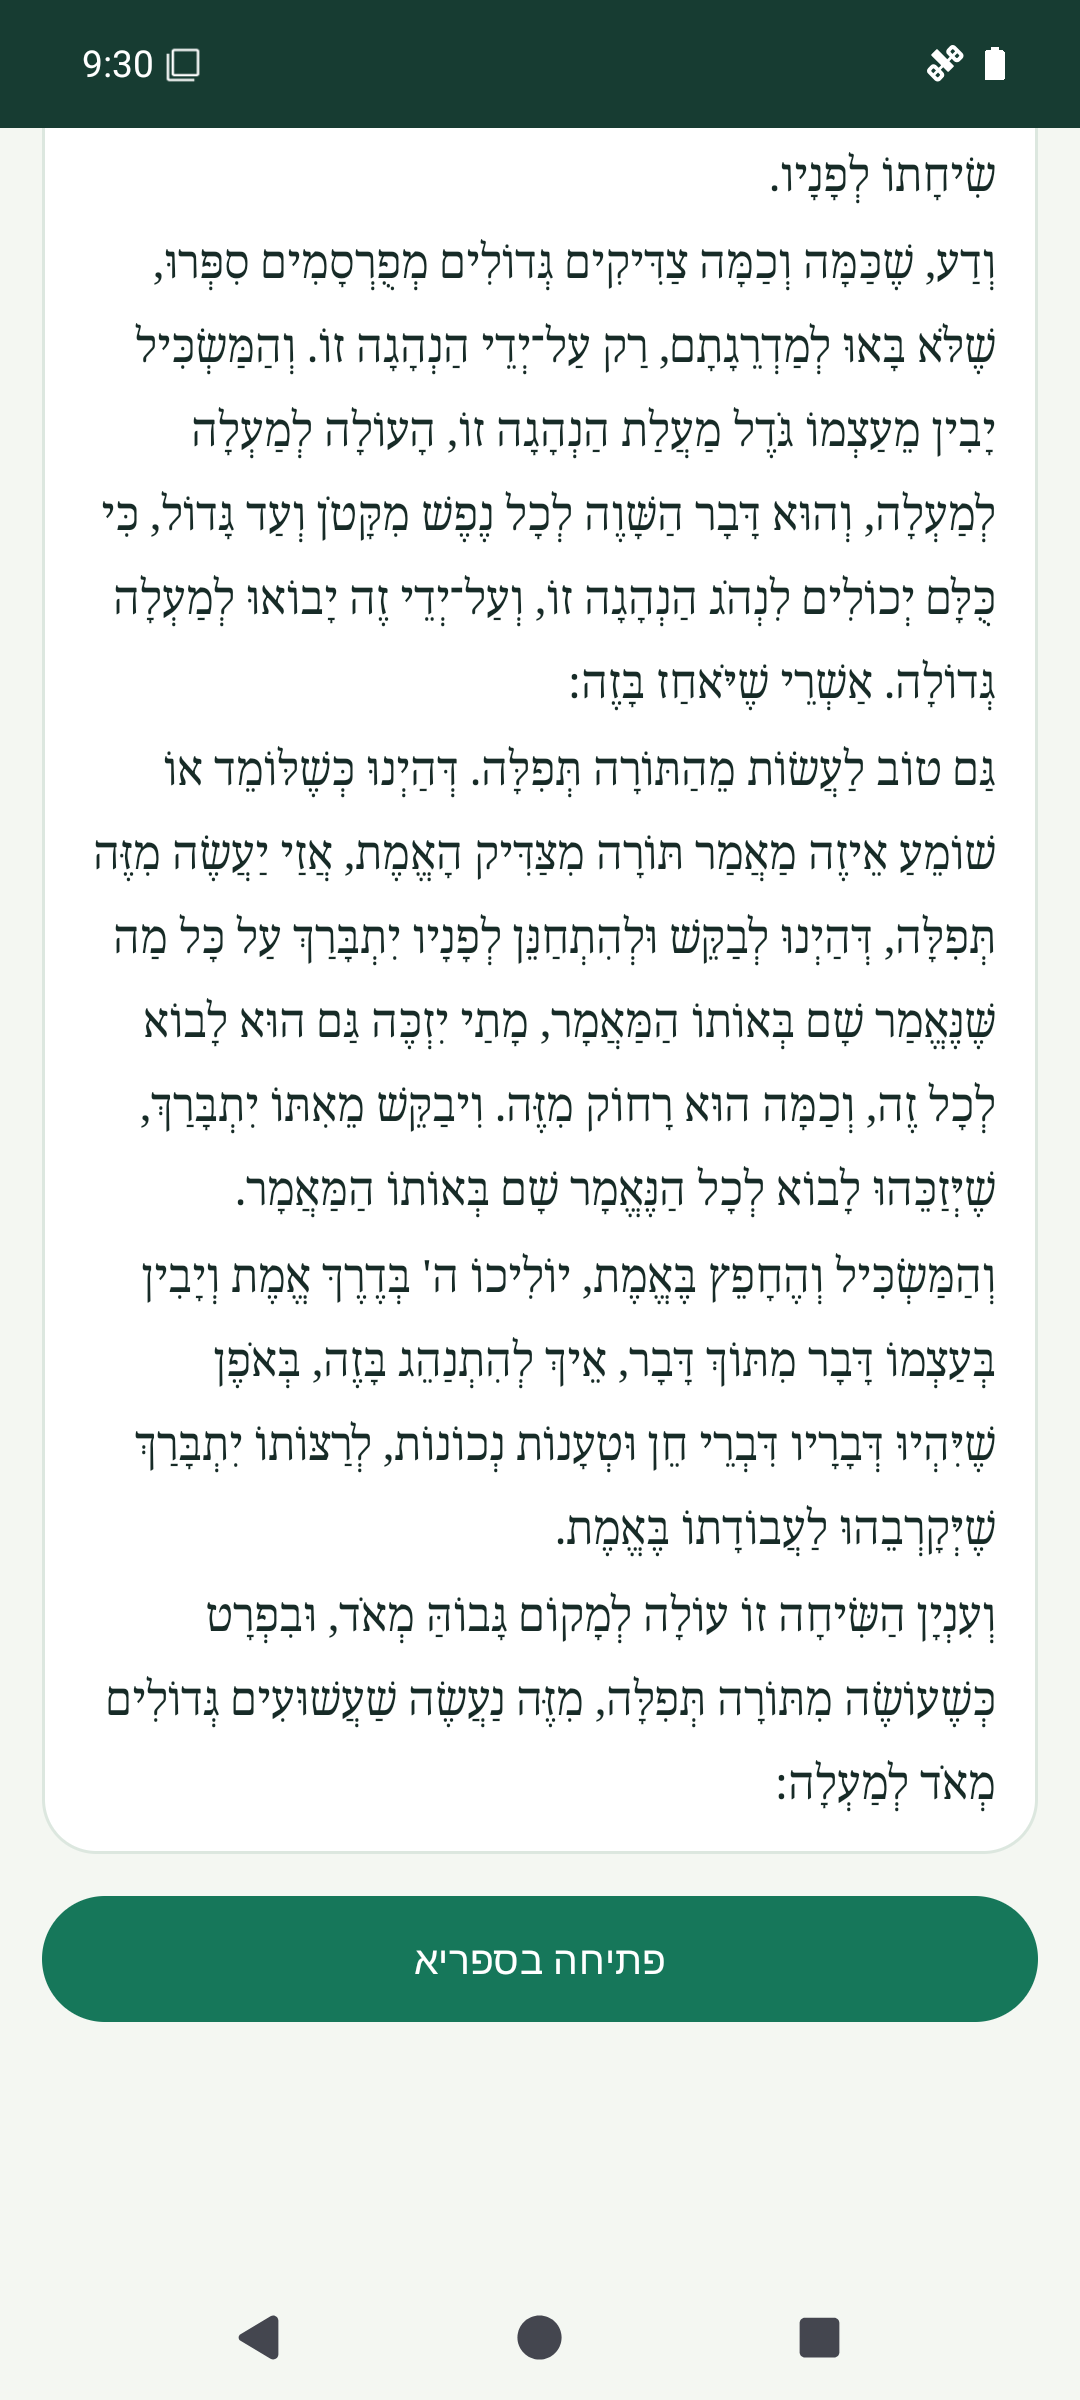 9:30
שִׂיחָתוֹ לְפָנָיו.
וְדַע, שֶׁכַּמָּה וְכַמָּה צַדִּיקִים גְּדוֹלִים מְפֻרְסָמִים סִפְּרוּ,
שֶׁלֹּא בָּאוּ לְמַדְרֵגָתָם, רַק עַל־יְדֵי הַנְהָגָה זוֹ. וְהַמַּשְׂכִּיל
יָבִין מֵעַצְמוֹ גֹּדֶל מַעֲלַת הַנְהָגָה זוֹ, הָעוֹלָה לְמַעְלָה
לְמַעְלָה, וְהוּא דָּבָר הַשָּׁוֶה לְכָל נֶפֶשׁ מִקָּטֹן וְעַד גָּדוֹל, כִּי
כֻּלָּם יְכוֹלִים לִנְהֹג הַנְהָגָה זוֹ, וְעַל־יְדֵי זֶה יָבוֹאוּ לְמַעְלָה
גְּדוֹלָה. אַשְׁרֵי שֶׁיֹּאחַז בָּזֶה:
גַּם טוֹב לַעֲשׂוֹת מֵהַתּוֹרָה תְּפִלָּה. דְּהַיְנוּ כְּשֶׁלּוֹמֵד אוֹ
שׁוֹמֵעַ אֵיזֶה מַאֲמַר תּוֹרָה מִצַּדִּיק הָאֱמֶת, אֲזַי יַעֲשֶׂה מִזֶּה
תְּפִלָּה, דְּהַיְנוּ לְבַקֵּשׁ וּלְהִתְחַנֵּן לְפָנָיו יִתְבָּרַךְ עַל כָּל מַה
שֶּׁנֶּאֱמַר שָׁם בְּאוֹתוֹ הַמַּאֲמָר, מָתַי יִזְכֶּה גַּם הוּא לָבוֹא
לְכָל זֶה, וְכַמָּה הוּא רָחוֹק מִזֶּה. וִיבַקֵּשׁ מֵאִתּוֹ יִתְבָּרַךְ,
שֶׁיְּזַכֵּהוּ לָבוֹא לְכָל הַנֶּאֱמָר שָׁם בְּאוֹתוֹ הַמַּאֲמָר.
וְהַמַּשְׂכִּיל וְהֶחָפֵץ בֶּאֱמֶת, יוֹלִיכוֹ ה' בְּדֶרֶךְ אֱמֶת וְיָבִין
בְּעַצְמוֹ דָּבָר מִתּוֹךְ דָּבָר, אֵיךְ לְהִתְנַהֵג בָּזֶה, בְּאֹפֶן
שֶׁיִּהְיוּ דְּבָרָיו דִּבְרֵי חֵן וּטְעָנוֹת נְכוֹנוֹת, לְרַצּוֹתוֹ יִתְבָּרַךְ
שֶׁיְּקָרְבֵהוּ לַעֲבוֹדָתוֹ בֶּאֱמֶת.
וְעִנְיַן הַשִּׂיחָה זוֹ עוֹלָה לְמָקוֹם גָּבוֹהַּ מְאֹד, וּבִפְרָט
כְּשֶׁעוֹשֶׂה מִתּוֹרָה תְּפִלָּה, מִזֶּה נַעֲשֶׂה שַׁעֲשׁוּעִים גְּדוֹלִים
מְאֹד לְמַעְלָה:
פתיחה בספריא